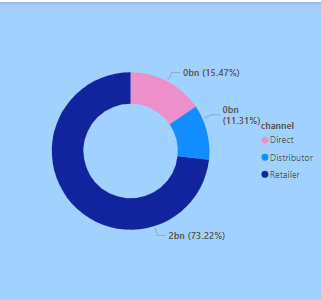 0bn (15.47%)
0bn
(11.31%)
channel
Direct
Distributor
Retailer
2bn (73.22%)